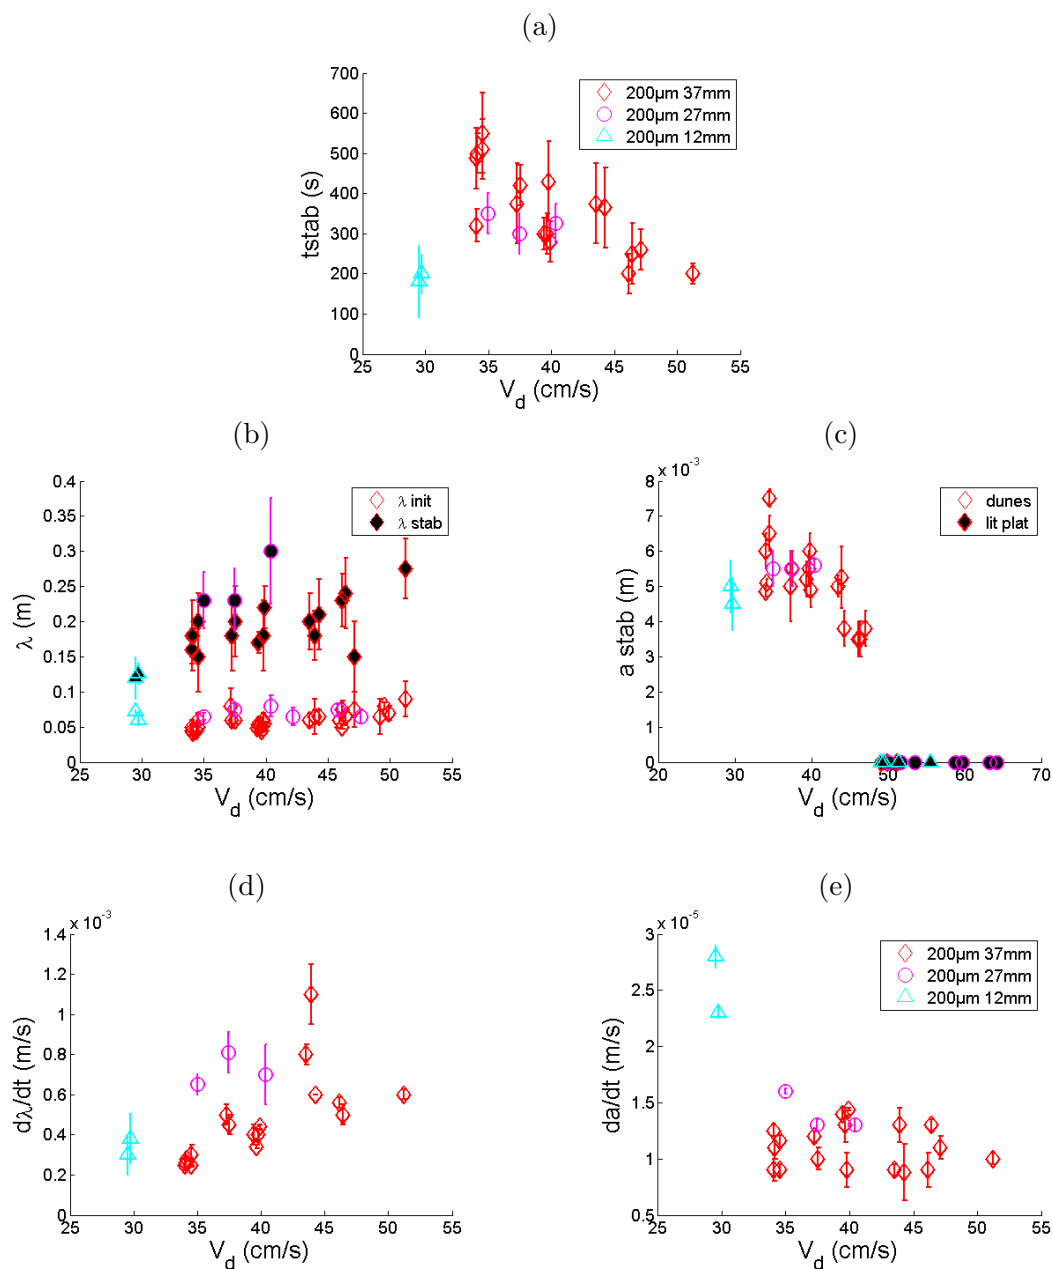 (a)
700
600
500
400
300
200
100
0
25 30 35 40 45 50 55
tstab (s)
V_d (cm/s)
200µm 37mm
200µm 27mm
200µm 12mm
(b)
0.4
0.35
0.3
0.25
0.2
0.15
0.1
0.05
0
25 30 35 40 45 50 55
λ (m)
V_d (cm/s)
λ init
λ stab
(c)
x 10^-3
8
7
6
5
4
3
2
1
0
20 30 40 50 60 70
a stab (m)
V_d (cm/s)
dunes
lit plat
(d)
x 10^-3
1.4
1.2
1
0.8
0.6
0.4
0.2
0
25 30 35 40 45 50 55
dλ/dt (m/s)
V_d (cm/s)
(e)
x 10^-5
3
2.5
2
1.5
1
0.5
25 30 35 40 45 50 55
da/dt (m/s)
V_d (cm/s)
200µm 37mm
200µm 27mm
200µm 12mm